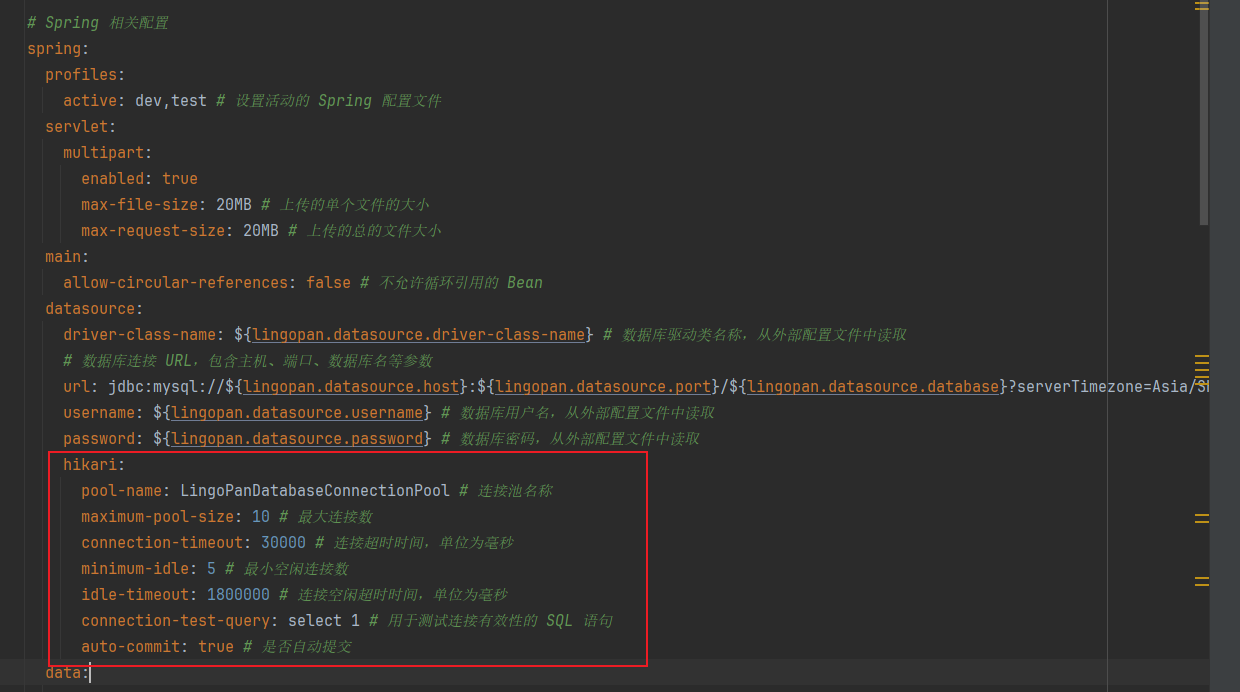 # Spring 相关配置
spring:
  profiles:
    active: dev,test # 设置活动的 Spring 配置文件
  servlet:
    multipart:
      enabled: true
      max-file-size: 20MB # 上传的单个文件的大小
      max-request-size: 20MB # 上传的总的文件大小
  main:
    allow-circular-references: false # 不允许循环引用的 Bean
  datasource:
    driver-class-name: ${lingopan.datasource.driver-class-name} # 数据库驱动类名称，从外部配置文件中读取
    # 数据库连接 URL，包含主机、端口、数据库名等参数
    url: jdbc:mysql://${lingopan.datasource.host}:${lingopan.datasource.port}/${lingopan.datasource.database}?serverTimezone=Asia/
    username: ${lingopan.datasource.username} # 数据库用户名，从外部配置文件中读取
    password: ${lingopan.datasource.password} # 数据库密码，从外部配置文件中读取
    hikari:
      pool-name: LingoPanDatabaseConnectionPool # 连接池名称
      maximum-pool-size: 10 # 最大连接数
      connection-timeout: 30000 # 连接超时时间，单位为毫秒
      minimum-idle: 5 # 最小空闲连接数
      idle-timeout: 1800000 # 连接空闲超时时间，单位为毫秒
      connection-test-query: select 1 # 用于测试连接有效性的 SQL 语句
      auto-commit: true # 是否自动提交
  data: